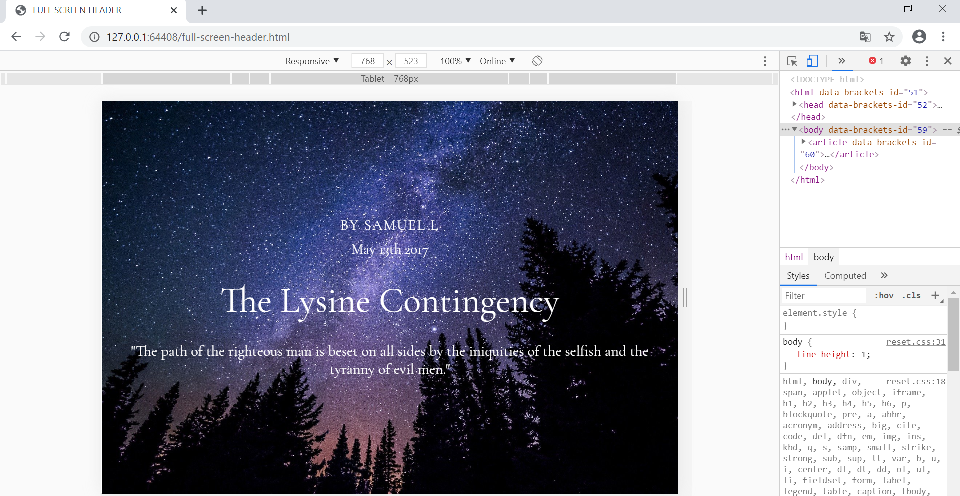 FULL SCREEN HEADER
127.0.0.1:64408/full-screen-header.html
Responsive ▼ 768 x 523 100% ▼ Online ▼
Tablet – 768px
1
<!DOCTYPE html>
<html data-brackets-id="51">
<head data-brackets-id="52">…
</head>
<body data-brackets-id="59"> == $
<article data-brackets-id=
"60">…</article>
</body>
</html>
BY SAMUEL L
May 13th 2017
The Lysine Contingency
"The path of the righteous man is beset on all sides by the iniquities of the selfish and the
tyranny of evil men."
html body
Styles Computed »
Filter :hov .cls +
element.style {
}
body { reset.css:31
line-height: 1;
}
html, body, div, reset.css:18
span, applet, object, iframe,
h1, h2, h3, h4, h5, h6, p,
blockquote, pre, a, abbr,
acronym, address, big, cite,
code, del, dfn, em, img, ins,
kbd, q, s, samp, small, strike,
strong, sub, sup, tt, var, b, u,
i, center, dl, dt, dd, ol, ul,
li, fieldset, form, label,
legend, table, caption, tbody,